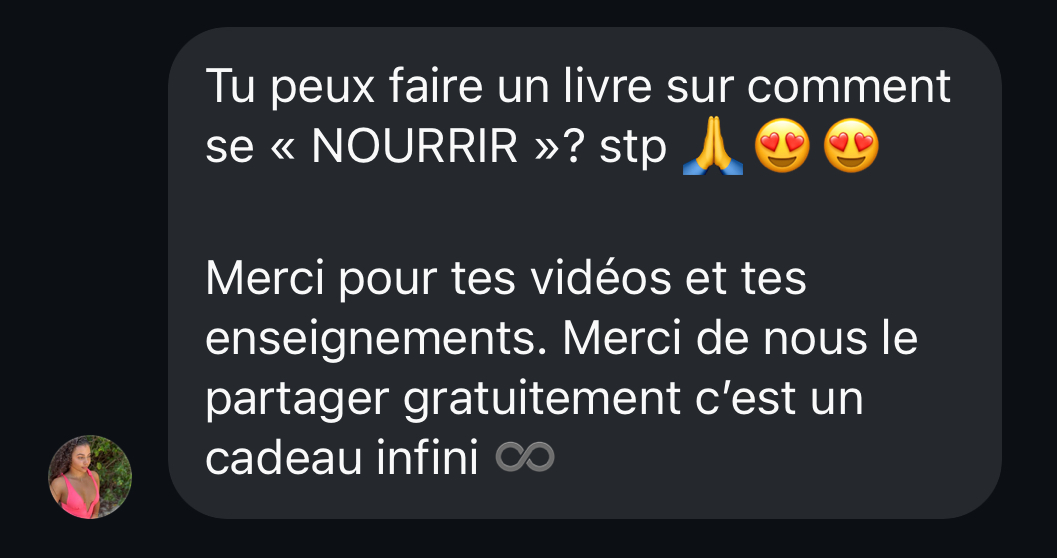 Tu peux faire un livre sur comment
se « NOURRIR »? stp 🙏😍😍
Merci pour tes vidéos et tes
enseignements. Merci de nous le
partager gratuitement c’est un
cadeau infini ♾